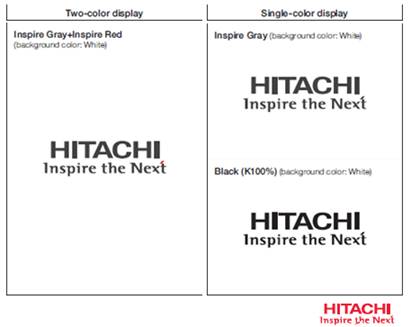 Two-color display
Inspire Gray+Inspire Red
(background color: White)
HITACHI
Inspire the Next
Single-color display
Inspire Gray (background color: White)
HITACHI
Inspire the Next
Black (K100%) (background color: White)
HITACHI
Inspire the Next
HITACHI
Inspire the Next